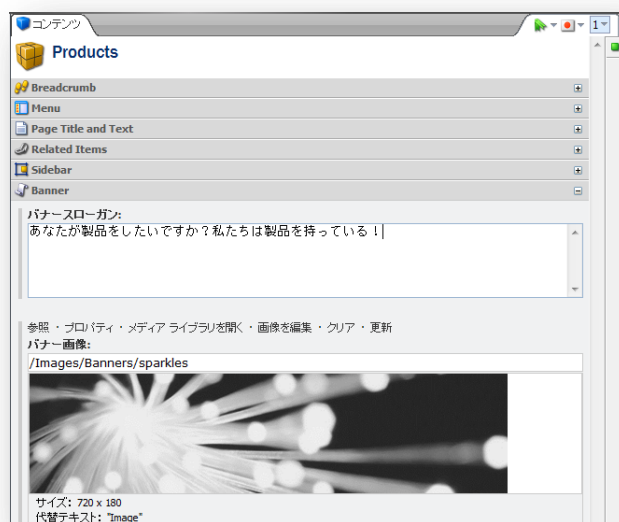 コンテンツ
1
Products
Breadcrumb
Menu
Page Title and Text
Related Items
Sidebar
Banner
バナースローガン:
あなたが製品をしたいですか？私たちは製品を持っている！
参照 ・ プロパティ ・ メディア ライブラリを開く ・ 画像を編集 ・ クリア ・ 更新
バナー画像:
/Images/Banners/sparkles
サイズ: 720 x 180
代替テキスト: "Image"